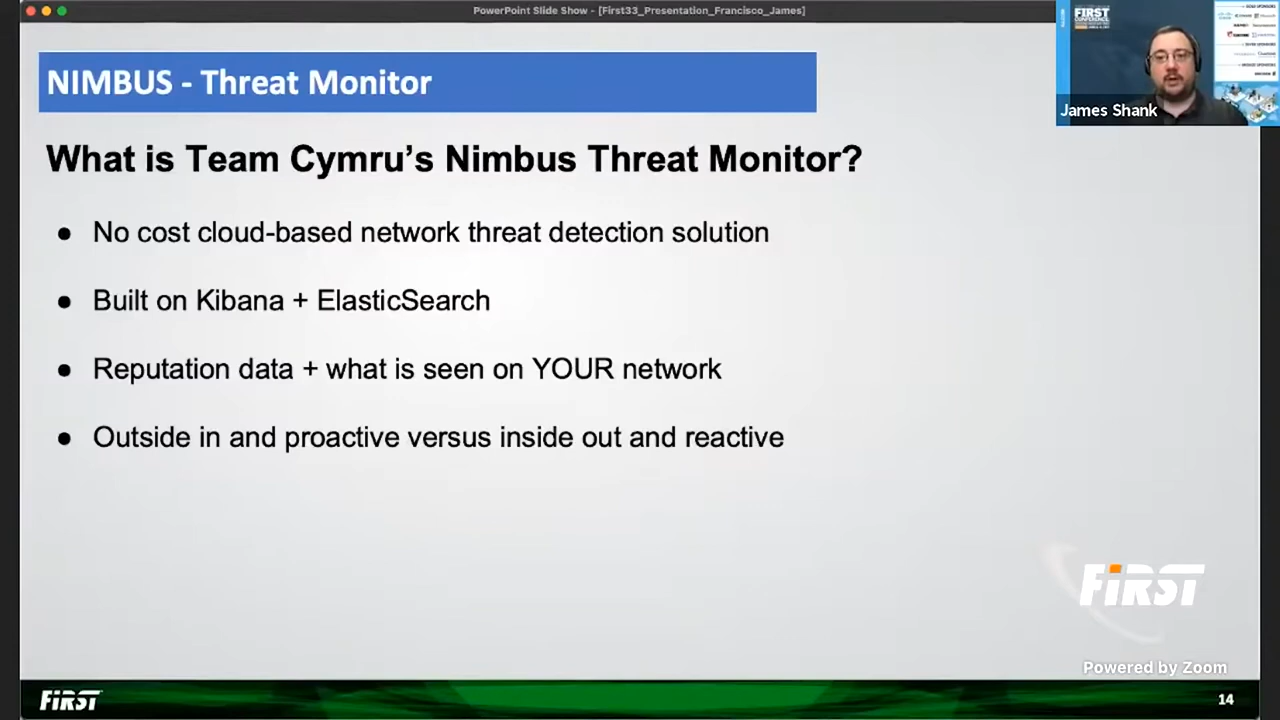 PowerPoint Slide Show - [First33_Presentation_Francisco_James]
FIRST
CONFERENCE
James Shank
NIMBUS - Threat Monitor
What is Team Cymru’s Nimbus Threat Monitor?
● No cost cloud-based network threat detection solution
● Built on Kibana + ElasticSearch
● Reputation data + what is seen on YOUR network
● Outside in and proactive versus inside out and reactive
FiRST
Powered by Zoom
FiRST
14